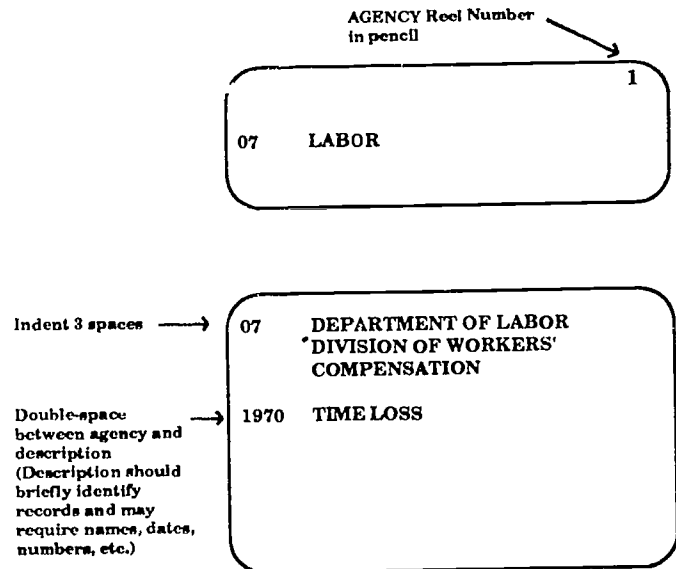 AGENCY Reel Number
in pencil
1
07 LABOR
Indent 3 spaces
07 DEPARTMENT OF LABOR
DIVISION OF WORKERS'
COMPENSATION
Double-space
between agency and
description
(Description should
briefly identify
records and may
require names, dates,
numbers, etc.)
1970 TIME LOSS